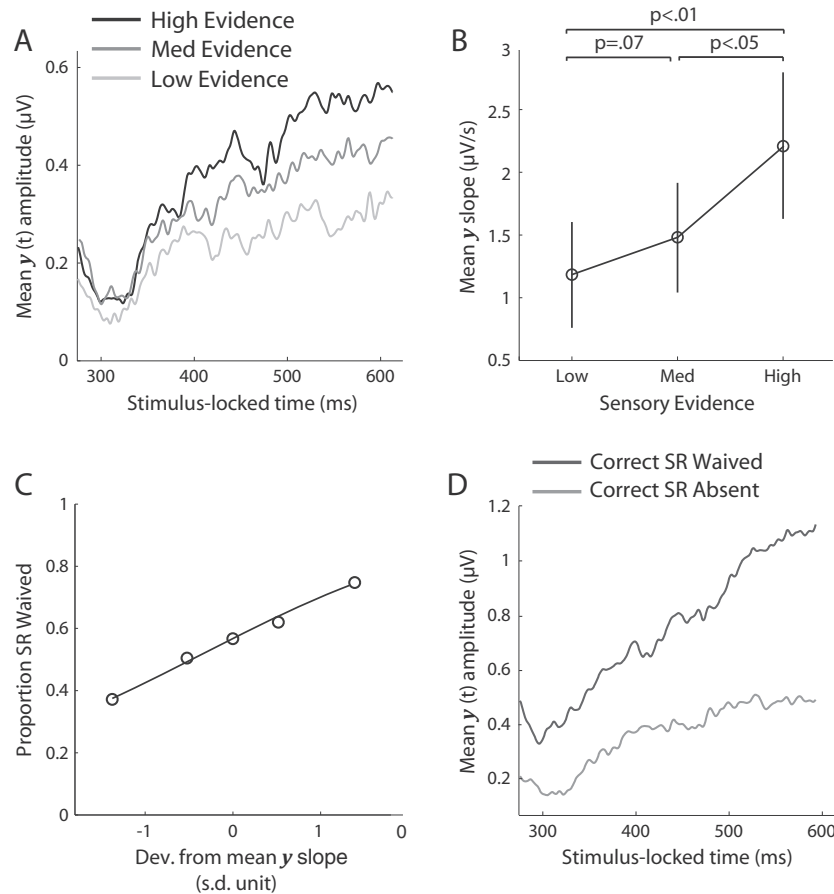 A
High Evidence
Med Evidence
Low Evidence
0.6
0.4
0.2
0
Mean y (t) amplitude (µV)
300
400
500
600
Stimulus-locked time (ms)
B
p<.01
p=.07
p<.05
3
2.5
2
1.5
1
0.5
Mean y slope (µV/s)
Low
Med
High
Sensory Evidence
C
1
0.8
0.6
0.4
0.2
0
Proportion SR Waived
-1
0
1
0
Dev. from mean y slope
(s.d. unit)
D
Correct SR Waived
Correct SR Absent
1.2
1
0.8
0.6
0.4
0.2
Mean y (t) amplitude (µV)
300
400
500
600
Stimulus-locked time (ms)